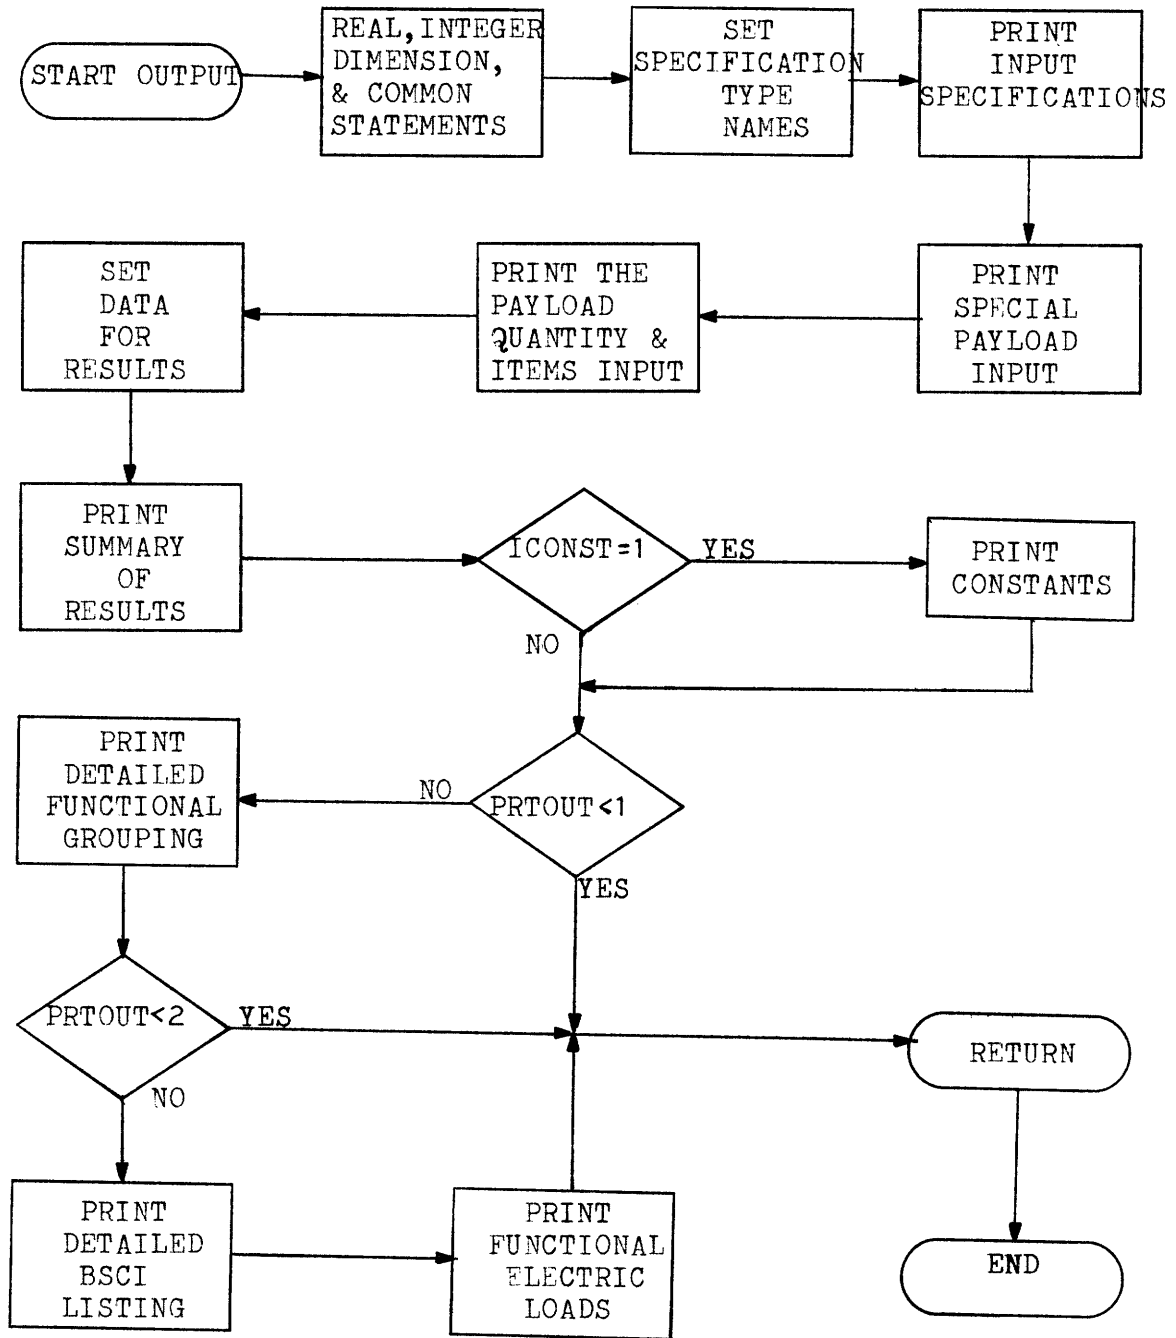 START OUTPUT
REAL, INTEGER
DIMENSION,
& COMMON
STATEMENTS
SET
SPECIFICATION
TYPE
NAMES
PRINT
INPUT
SPECIFICATIONS
PRINT
SPECIAL
PAYLOAD
INPUT
PRINT THE
PAYLOAD
QUANTITY &
ITEMS INPUT
SET
DATA
FOR
RESULTS
PRINT
SUMMARY
OF
RESULTS
ICONST=1
YES
PRINT
CONSTANTS
NO
PRTOUT<1
NO
PRINT
DETAILED
FUNCTIONAL
GROUPING
YES
PRTOUT<2
YES
RETURN
NO
PRINT
DETAILED
BSCI
LISTING
PRINT
FUNCTIONAL
ELECTRIC
LOADS
END